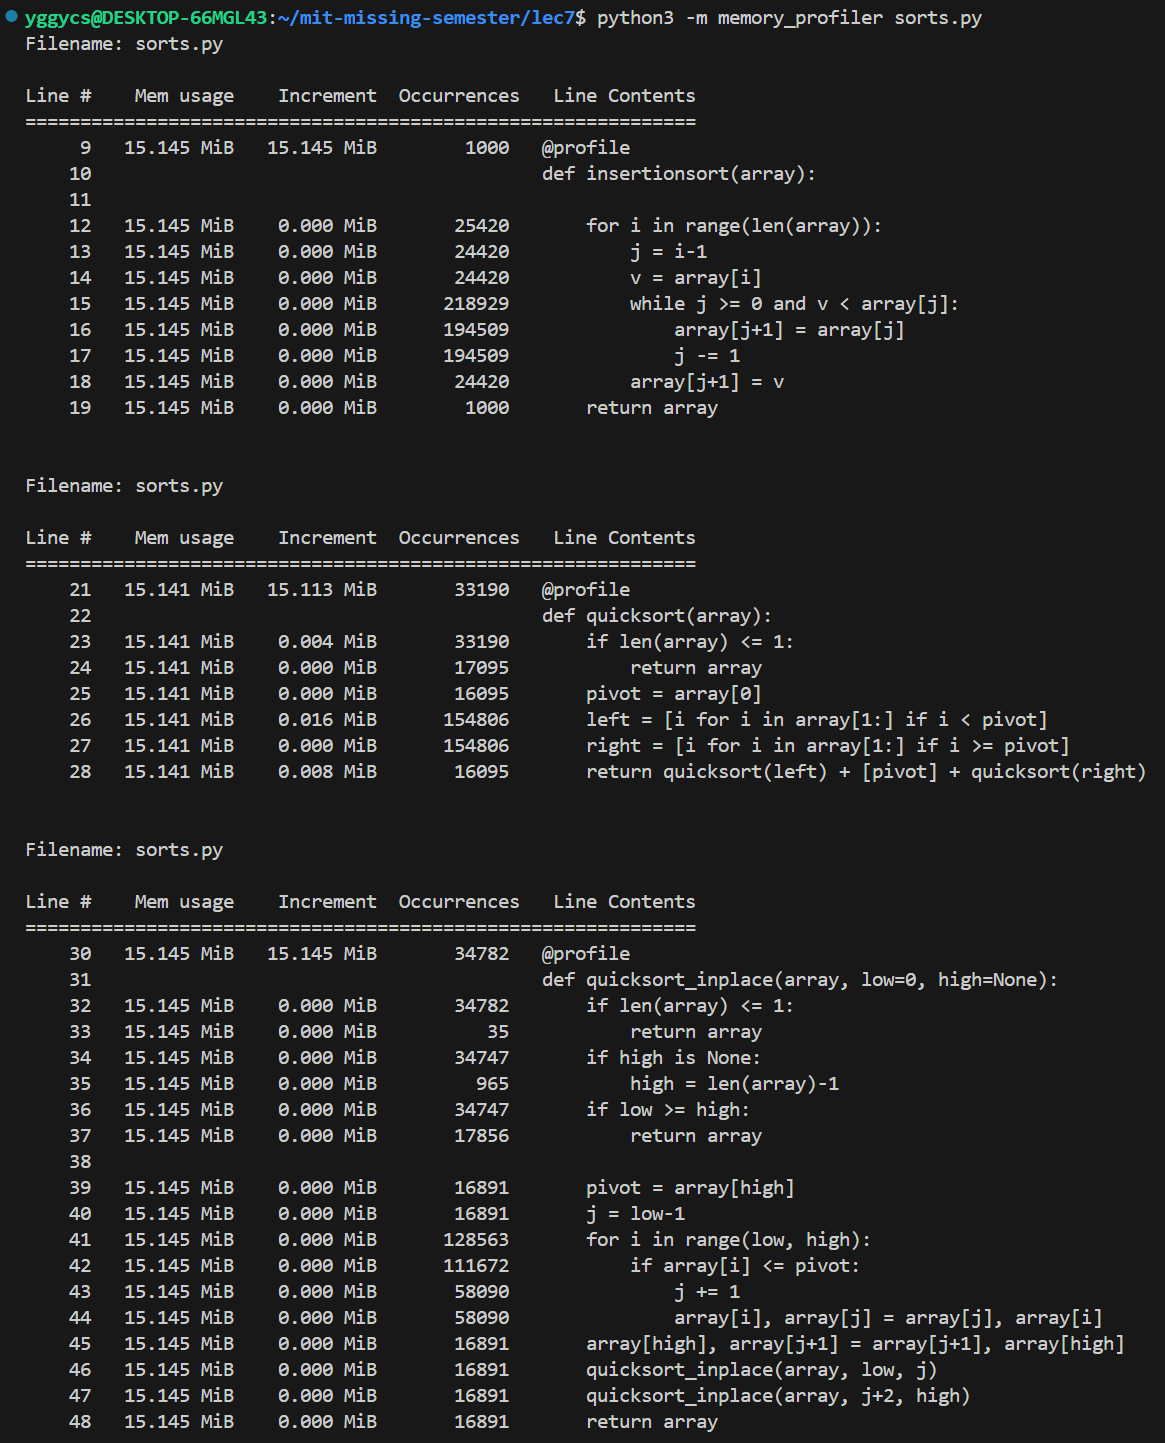 yggycs@DESKTOP-66MGL43:~/mit-missing-semester/lec7$ python3 -m memory_profiler sorts.py
Filename: sorts.py

Line #    Mem usage    Increment  Occurrences   Line Contents
=============================================================
     9   15.145 MiB   15.145 MiB        1000   @profile
    10                                         def insertionsort(array):
    11
    12   15.145 MiB    0.000 MiB       25420       for i in range(len(array)):
    13   15.145 MiB    0.000 MiB       24420           j = i-1
    14   15.145 MiB    0.000 MiB       24420           v = array[i]
    15   15.145 MiB    0.000 MiB      218929           while j >= 0 and v < array[j]:
    16   15.145 MiB    0.000 MiB      194509               array[j+1] = array[j]
    17   15.145 MiB    0.000 MiB      194509               j -= 1
    18   15.145 MiB    0.000 MiB       24420           array[j+1] = v
    19   15.145 MiB    0.000 MiB        1000       return array


Filename: sorts.py

Line #    Mem usage    Increment  Occurrences   Line Contents
=============================================================
    21   15.141 MiB   15.113 MiB       33190   @profile
    22                                         def quicksort(array):
    23   15.141 MiB    0.004 MiB       33190       if len(array) <= 1:
    24   15.141 MiB    0.000 MiB       17095           return array
    25   15.141 MiB    0.000 MiB       16095       pivot = array[0]
    26   15.141 MiB    0.016 MiB      154806       left = [i for i in array[1:] if i < pivot]
    27   15.141 MiB    0.000 MiB      154806       right = [i for i in array[1:] if i >= pivot]
    28   15.141 MiB    0.008 MiB       16095       return quicksort(left) + [pivot] + quicksort(right)


Filename: sorts.py

Line #    Mem usage    Increment  Occurrences   Line Contents
=============================================================
    30   15.145 MiB   15.145 MiB       34782   @profile
    31                                         def quicksort_inplace(array, low=0, high=None):
    32   15.145 MiB    0.000 MiB       34782       if len(array) <= 1:
    33   15.145 MiB    0.000 MiB          35           return array
    34   15.145 MiB    0.000 MiB       34747       if high is None:
    35   15.145 MiB    0.000 MiB         965           high = len(array)-1
    36   15.145 MiB    0.000 MiB       34747       if low >= high:
    37   15.145 MiB    0.000 MiB       17856           return array
    38
    39   15.145 MiB    0.000 MiB       16891       pivot = array[high]
    40   15.145 MiB    0.000 MiB       16891       j = low-1
    41   15.145 MiB    0.000 MiB      128563       for i in range(low, high):
    42   15.145 MiB    0.000 MiB      111672           if array[i] <= pivot:
    43   15.145 MiB    0.000 MiB       58090               j += 1
    44   15.145 MiB    0.000 MiB       58090               array[i], array[j] = array[j], array[i]
    45   15.145 MiB    0.000 MiB       16891       array[high], array[j+1] = array[j+1], array[high]
    46   15.145 MiB    0.000 MiB       16891       quicksort_inplace(array, low, j)
    47   15.145 MiB    0.000 MiB       16891       quicksort_inplace(array, j+2, high)
    48   15.145 MiB    0.000 MiB       16891       return array